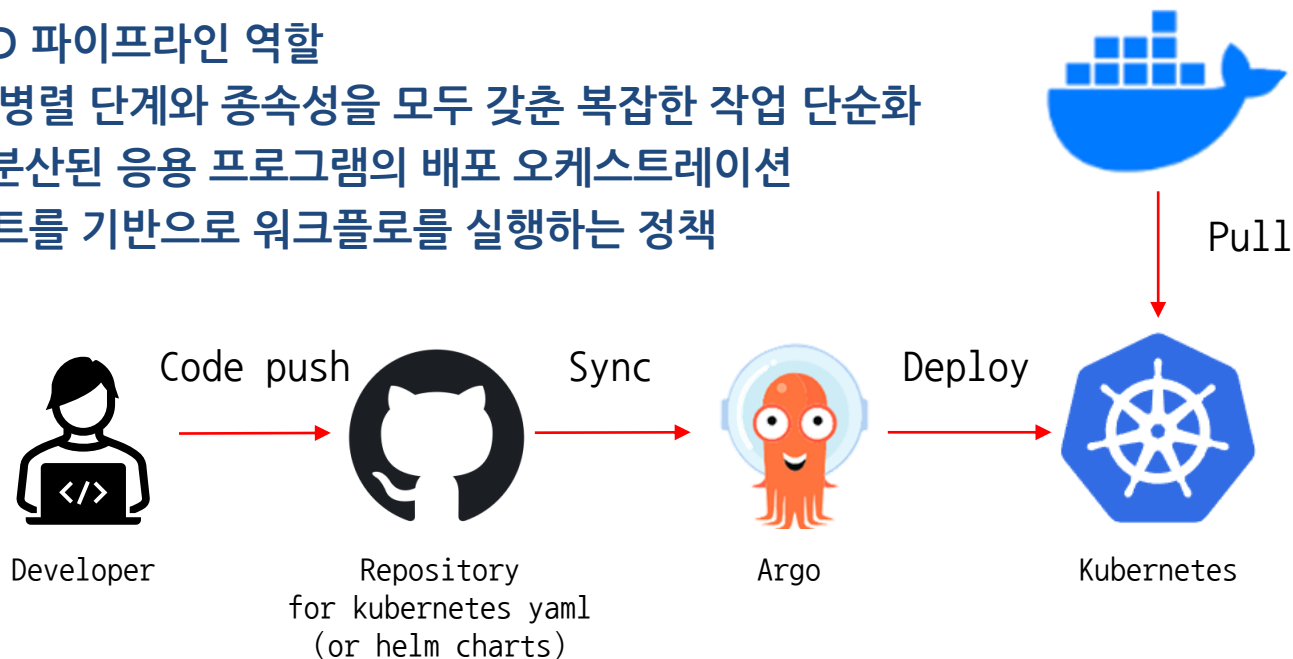 D 파이프라인 역할
병렬 단계와 종속성을 모두 갖춘 복잡한 작업 단순화
분산된 응용 프로그램의 배포 오케스트레이션
트를 기반으로 워크플로를 실행하는 정책
Pull
Code push
Sync
Deploy
</>
Developer
Repository
for kubernetes yaml
(or helm charts)
Argo
Kubernetes